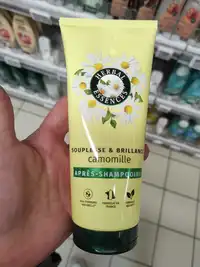 HERBAL
ESSENCES
SOUPLESSE & BRILLANCE
camomille
APRÈS-SHAMPOOING